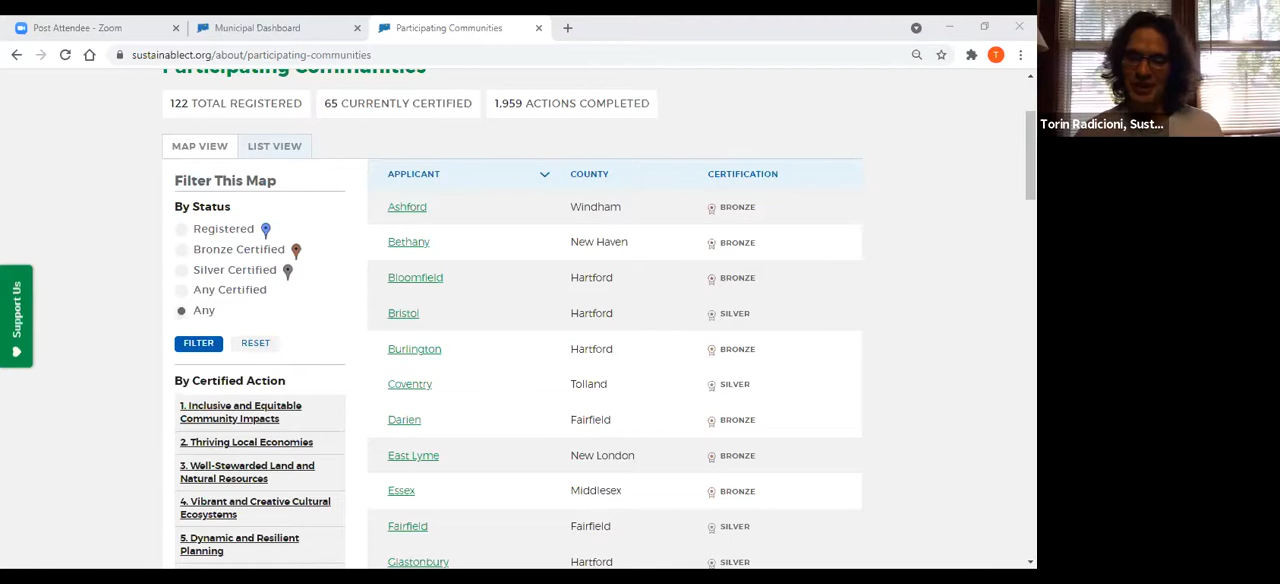 Post Attendee - Zoom
Municipal Dashboard
Participating Communities
sustainablect.org/about/participating-communities
T
Participating Communities
122 TOTAL REGISTERED
65 CURRENTLY CERTIFIED
1,959 ACTIONS COMPLETED
MAP VIEW
LIST VIEW
Filter This Map
By Status
Registered
Bronze Certified
Silver Certified
Any Certified
Any
FILTER RESET
By Certified Action
1. Inclusive and Equitable
Community Impacts
2. Thriving Local Economies
3. Well-Stewarded Land and
Natural Resources
4. Vibrant and Creative Cultural
Ecosystems
5. Dynamic and Resilient
Planning
APPLICANT COUNTY CERTIFICATION
Ashford Windham BRONZE
Bethany New Haven BRONZE
Bloomfield Hartford BRONZE
Bristol Hartford SILVER
Burlington Hartford BRONZE
Coventry Tolland SILVER
Darien Fairfield BRONZE
East Lyme New London BRONZE
Essex Middlesex BRONZE
Fairfield Fairfield SILVER
Glastonbury Hartford SILVER
Support Us
Torin Radicioni, Sust...